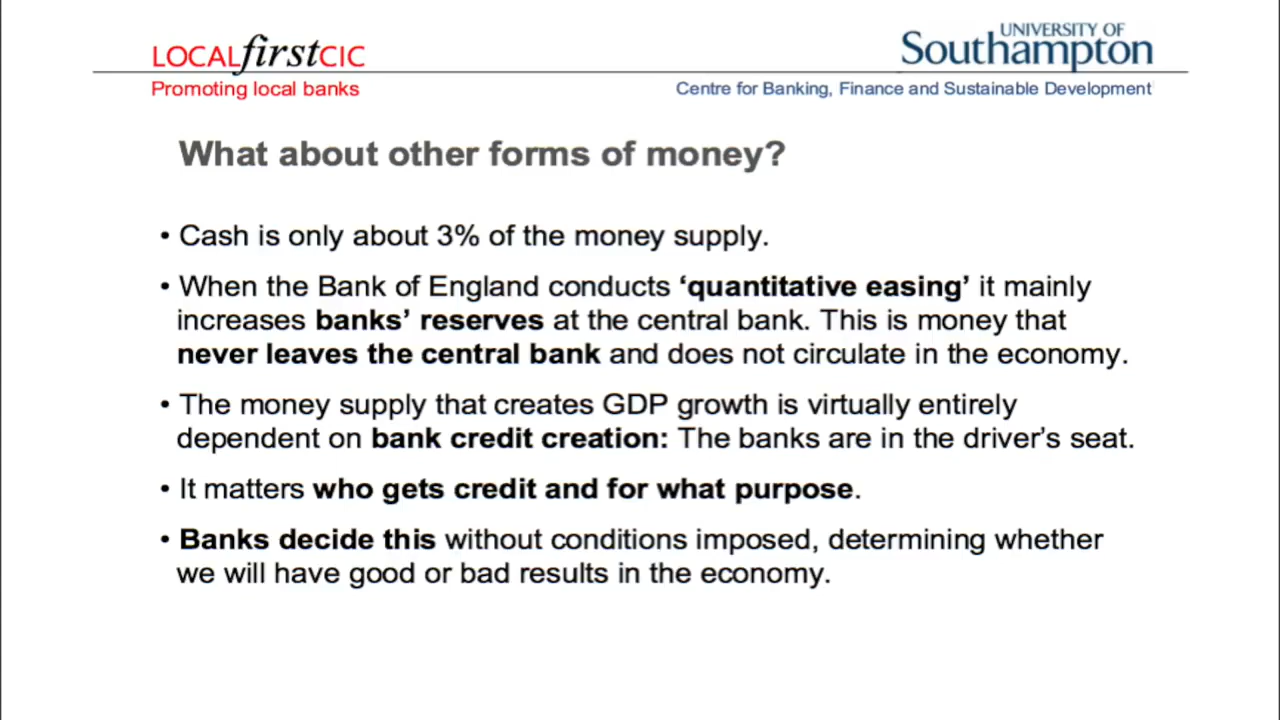 LOCALfirstCIC
Promoting local banks
UNIVERSITY OF
Southampton
Centre for Banking, Finance and Sustainable Development
What about other forms of money?
• Cash is only about 3% of the money supply.
• When the Bank of England conducts ‘quantitative easing’ it mainly
increases banks’ reserves at the central bank. This is money that
never leaves the central bank and does not circulate in the economy.
• The money supply that creates GDP growth is virtually entirely
dependent on bank credit creation: The banks are in the driver’s seat.
• It matters who gets credit and for what purpose.
• Banks decide this without conditions imposed, determining whether
we will have good or bad results in the economy.